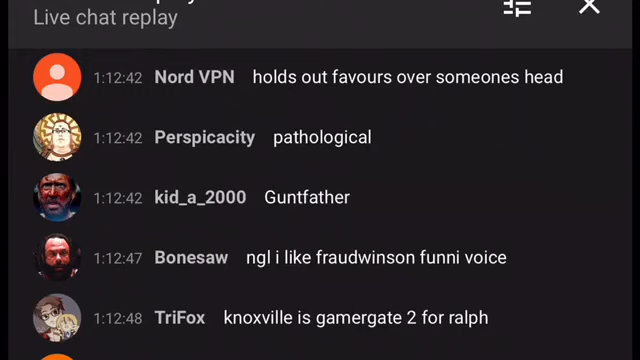 Live chat replay
1:12:42 Nord VPN holds out favours over someones head
1:12:42 Perspicacity pathological
1:12:42 kid_a_2000 Guntfather
1:12:47 Bonesaw ngl i like fraudwinson funni voice
1:12:48 TriFox knoxville is gamergate 2 for ralph